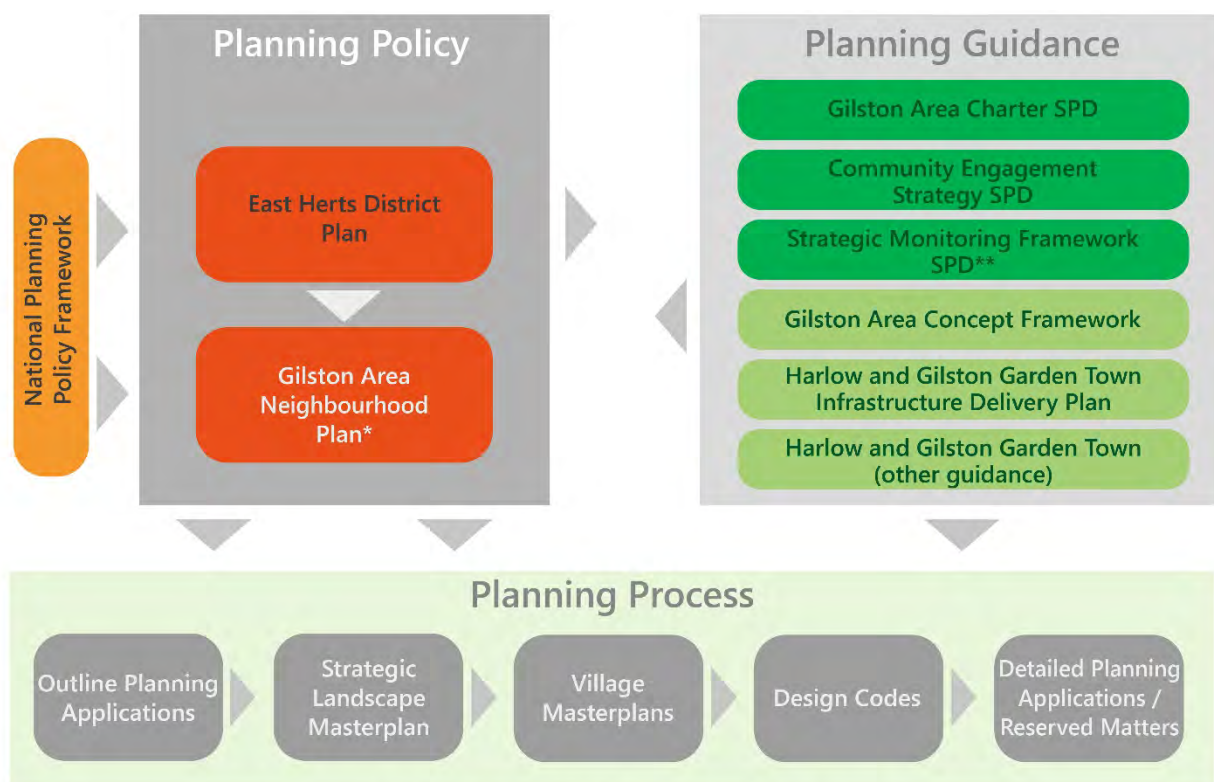 National Planning
Policy Framework
Planning Policy
East Herts District
Plan
Gilston Area
Neighbourhood
Plan*
Planning Guidance
Gilston Area Charter SPD
Community Engagement
Strategy SPD
Strategic Monitoring Framework
SPD**
Gilston Area Concept Framework
Harlow and Gilston Garden Town
Infrastructure Delivery Plan
Harlow and Gilston Garden Town
(other guidance)
Planning Process
Outline Planning
Applications
Strategic
Landscape
Masterplan
Village
Masterplans
Design Codes
Detailed Planning
Applications /
Reserved Matters